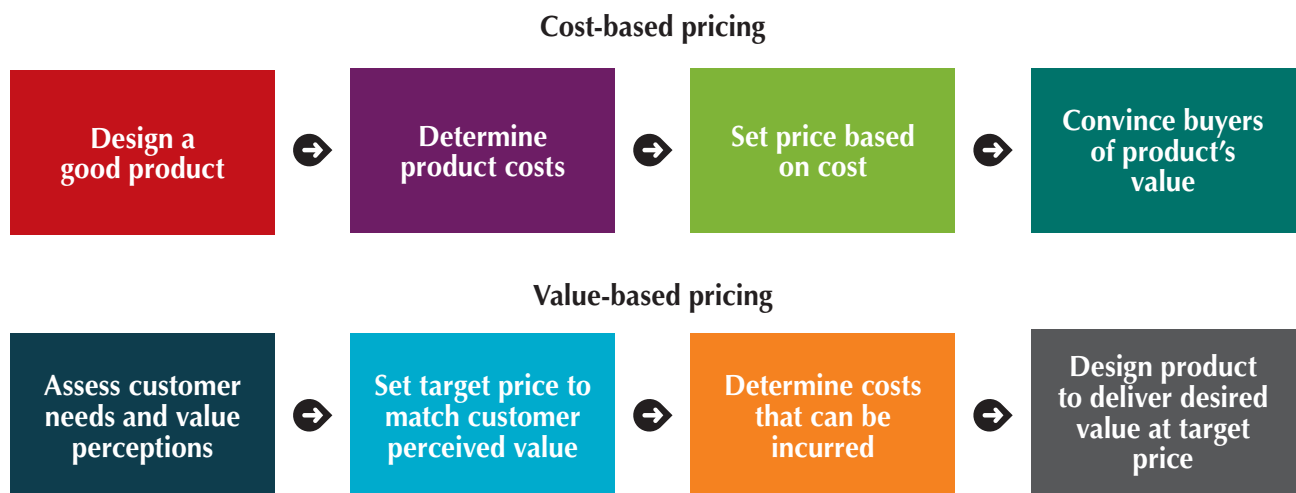 Cost-based pricing
Design a
good product
Determine
product costs
Set price based
on cost
Convince buyers
of product's
value
Value-based pricing
Assess customer
needs and value
perceptions
Set target price to
match customer
perceived value
Determine costs
that can be
incurred
Design product
to deliver desired
value at target
price